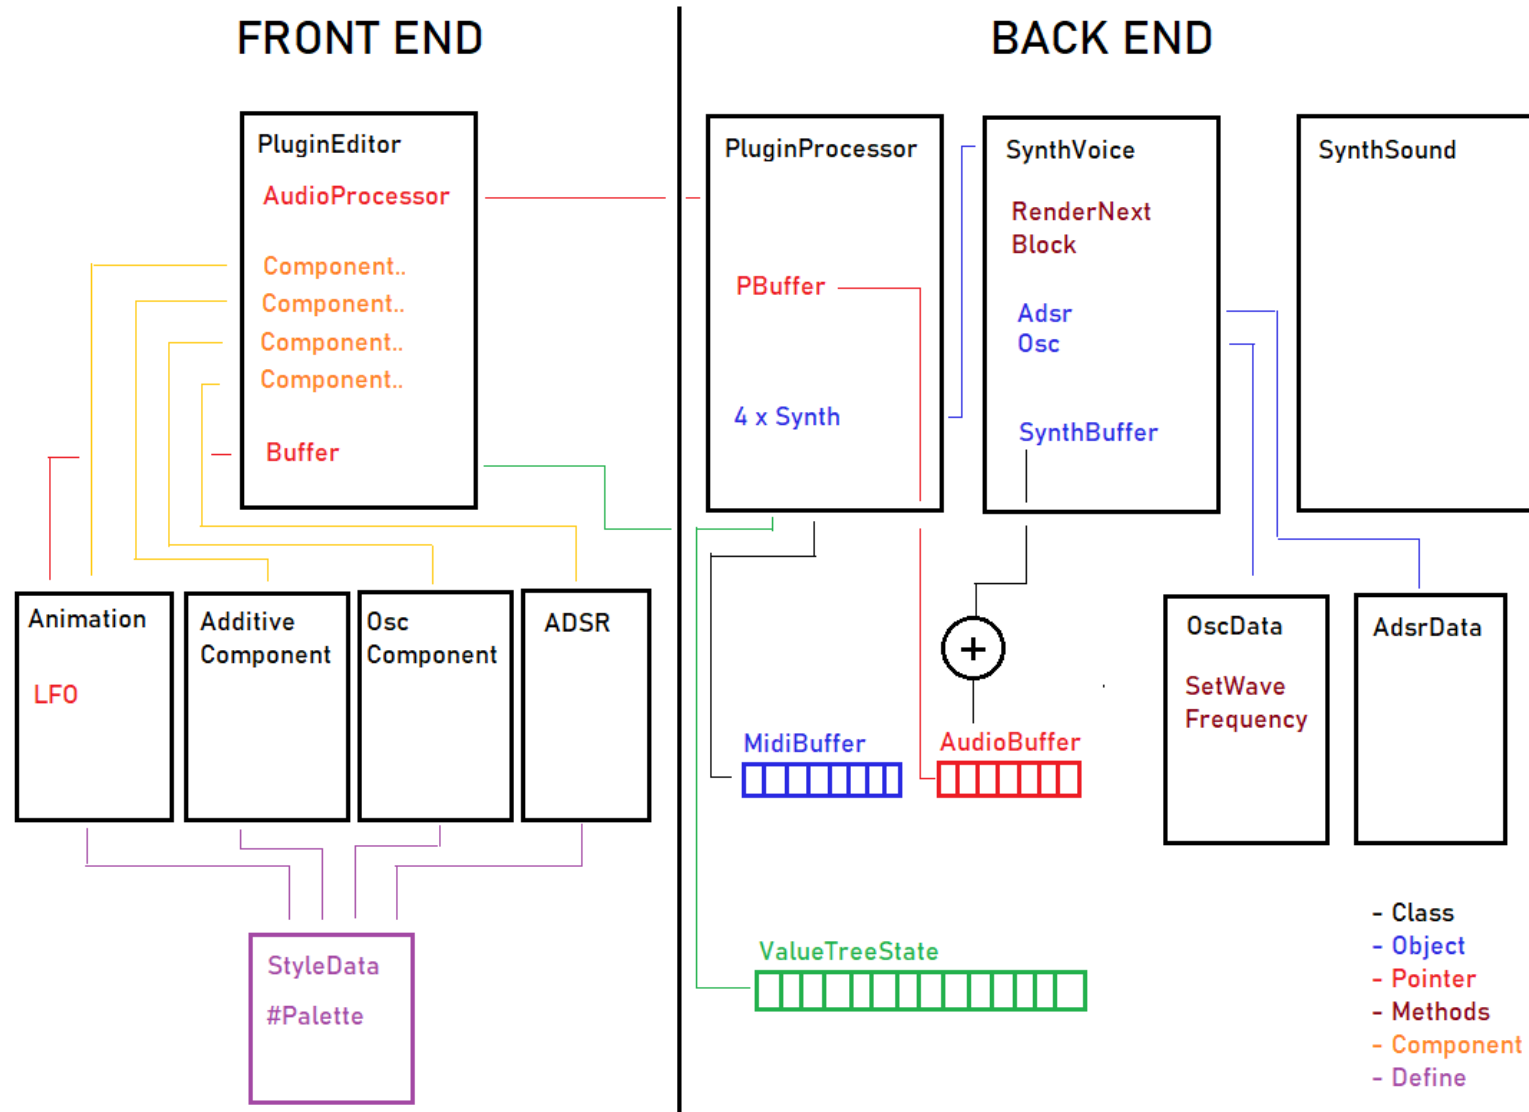 FRONT END
BACK END
PluginEditor
AudioProcessor
Component..
Component..
Component..
Component..
Buffer
PluginProcessor
PBuffer
4 x Synth
SynthVoice
RenderNext
Block
Adsr
Osc
SynthBuffer
SynthSound
Animation
LFO
Additive
Component
Osc
Component
ADSR
+
OscData
SetWave
Frequency
AdsrData
MidiBuffer
AudioBuffer
StyleData
#Palette
ValueTreeState
- Class
- Object
- Pointer
- Methods
- Component
- Define